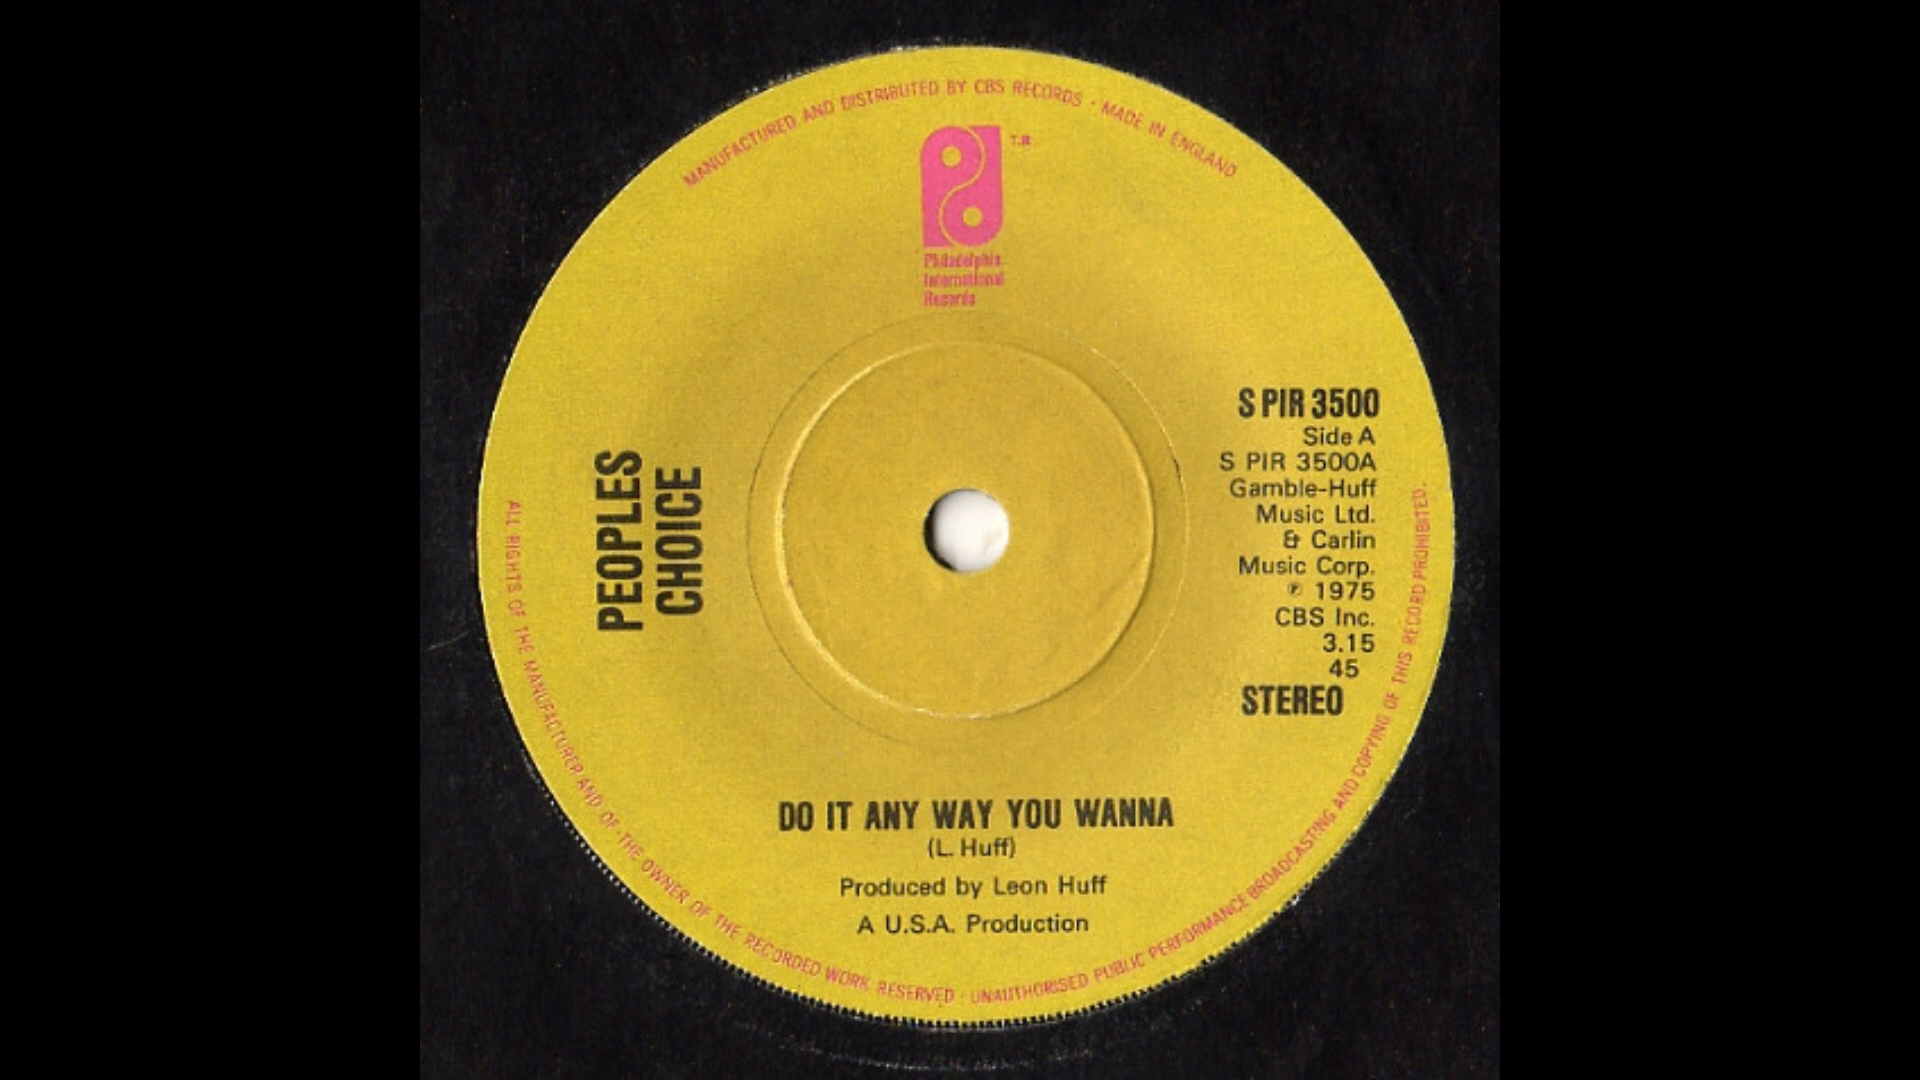 MANUFACTURED AND DISTRIBUTED BY CBS RECORDS · MADE IN ENGLAND
Philadelphia
International
Records
PEOPLES
CHOICE
S PIR 3500
Side A
S PIR 3500A
Gamble-Huff
Music Ltd.
& Carlin
Music Corp.
℗ 1975
CBS Inc.
3.15
45
STEREO
DO IT ANY WAY YOU WANNA
(L. Huff)
Produced by Leon Huff
A U.S.A. Production
ALL RIGHTS OF THE MANUFACTURER AND OF THE OWNER OF THE RECORDED WORK RESERVED · UNAUTHORISED PUBLIC PERFORMANCE BROADCASTING AND COPYING OF THIS RECORD PROHIBITED.